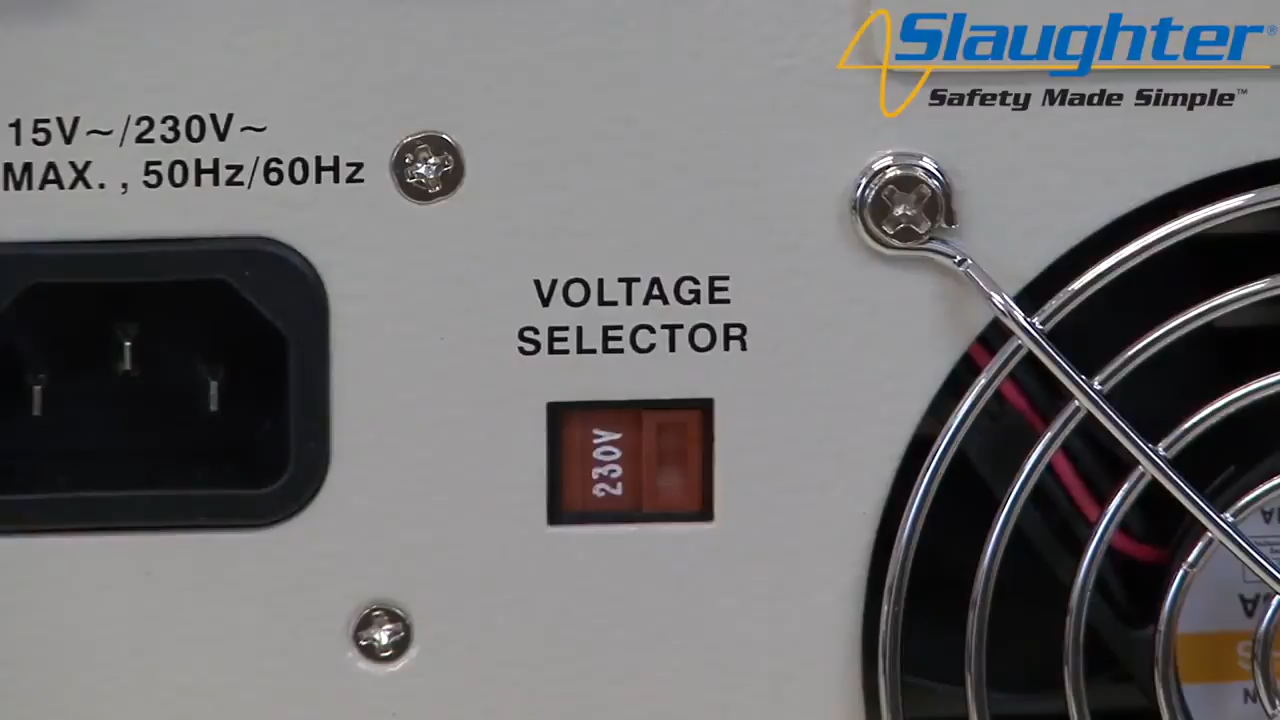 Slaughter®
Safety Made Simple™
15V~/230V~
MAX., 50Hz/60Hz
VOLTAGE
SELECTOR
230V